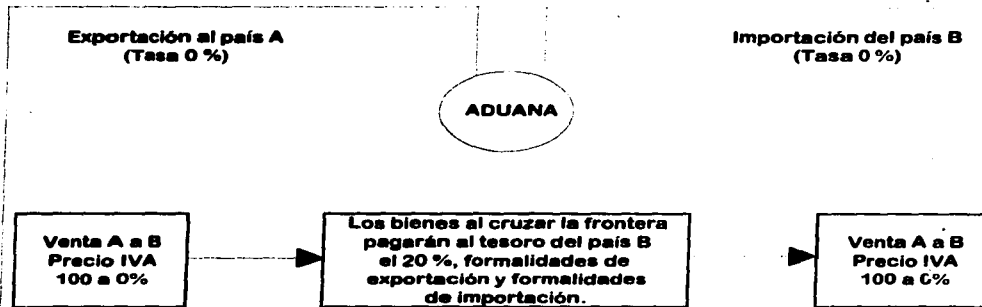 Exportación al país A
(Tasa 0 %)
Importación del país B
(Tasa 0 %)
ADUANA
Venta A a B
Precio IVA
100 a 0%
Los bienes al cruzar la frontera
pagarán al tesoro del país B
el 20 %, formalidades de
exportación y formalidades
de importación.
Venta A a B
Precio IVA
100 a 0%